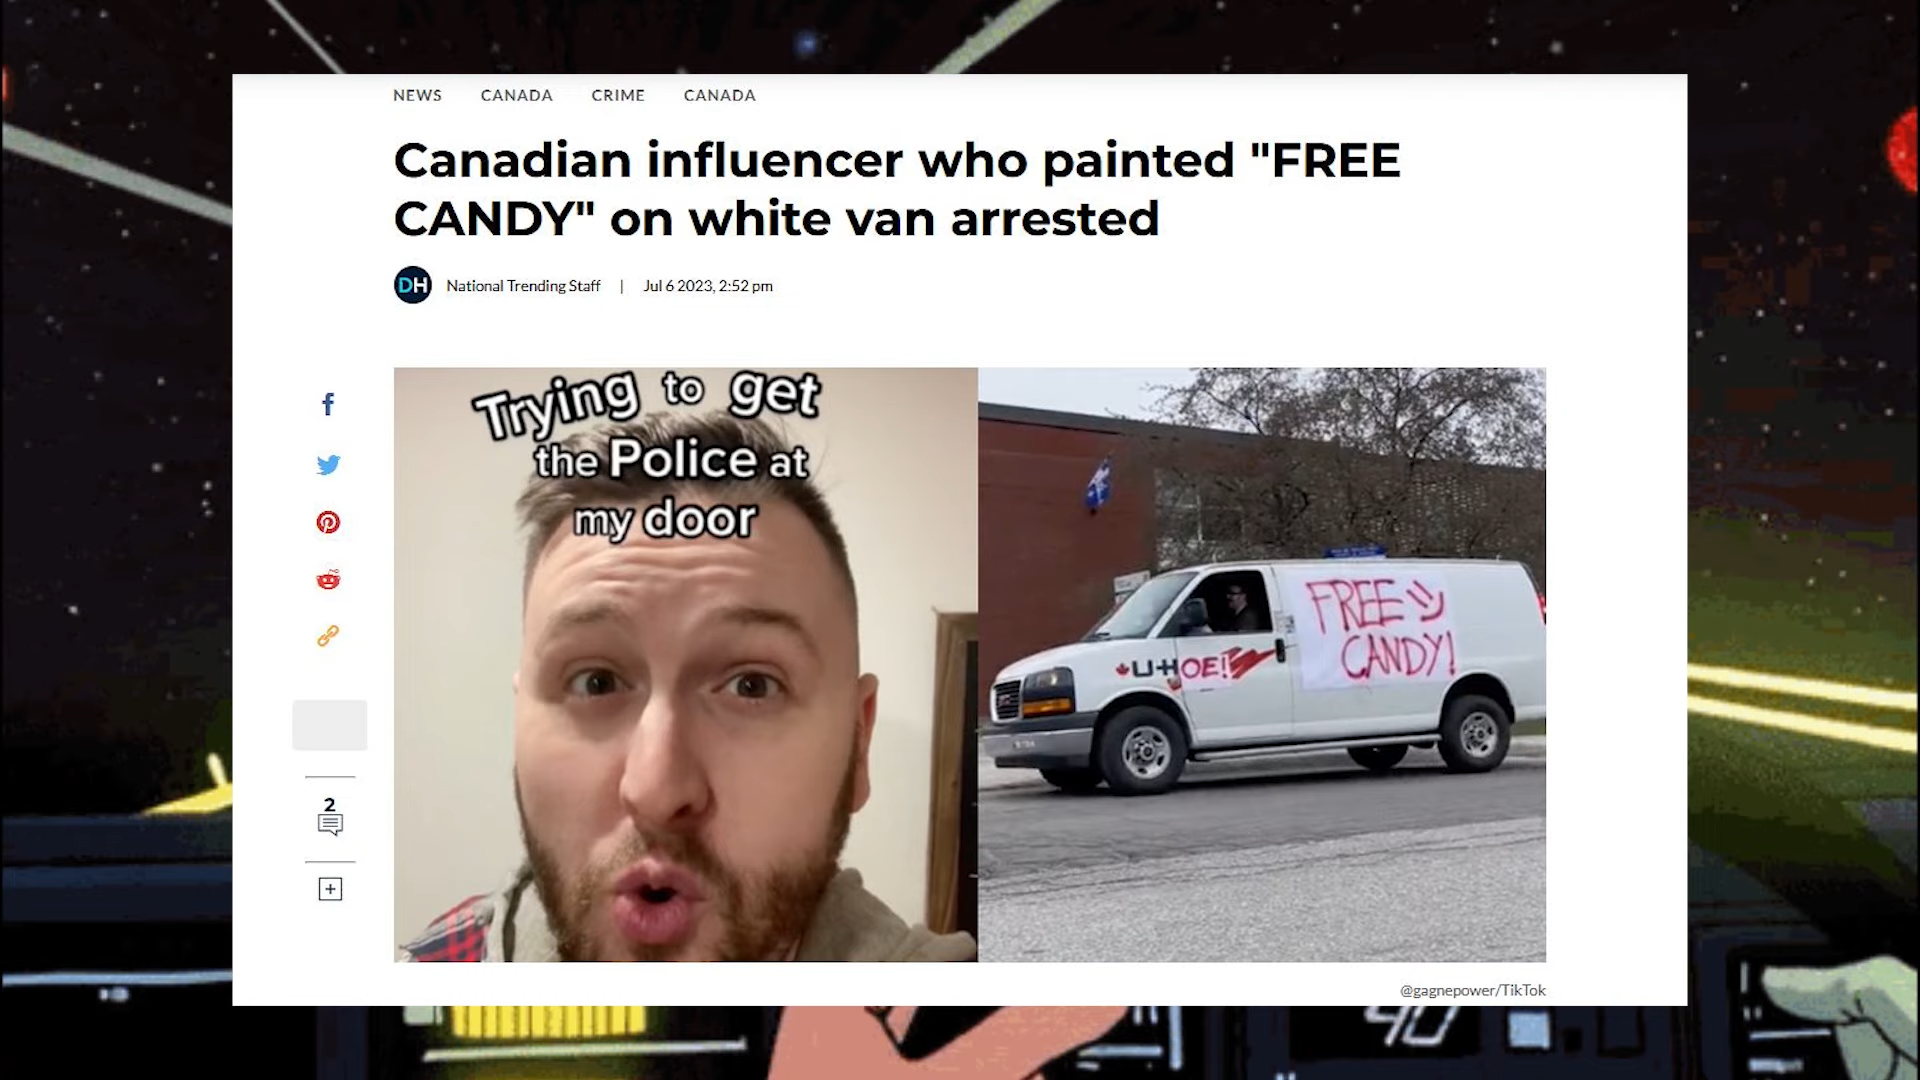 NEWS CANADA CRIME CANADA
Canadian influencer who painted "FREE
CANDY" on white van arrested
DH National Trending Staff | Jul 6 2023, 2:52 pm
Trying to get
the Police at
my door
FREE
CANDY!
U-HOE!
2
@gagnepower/TikTok
40